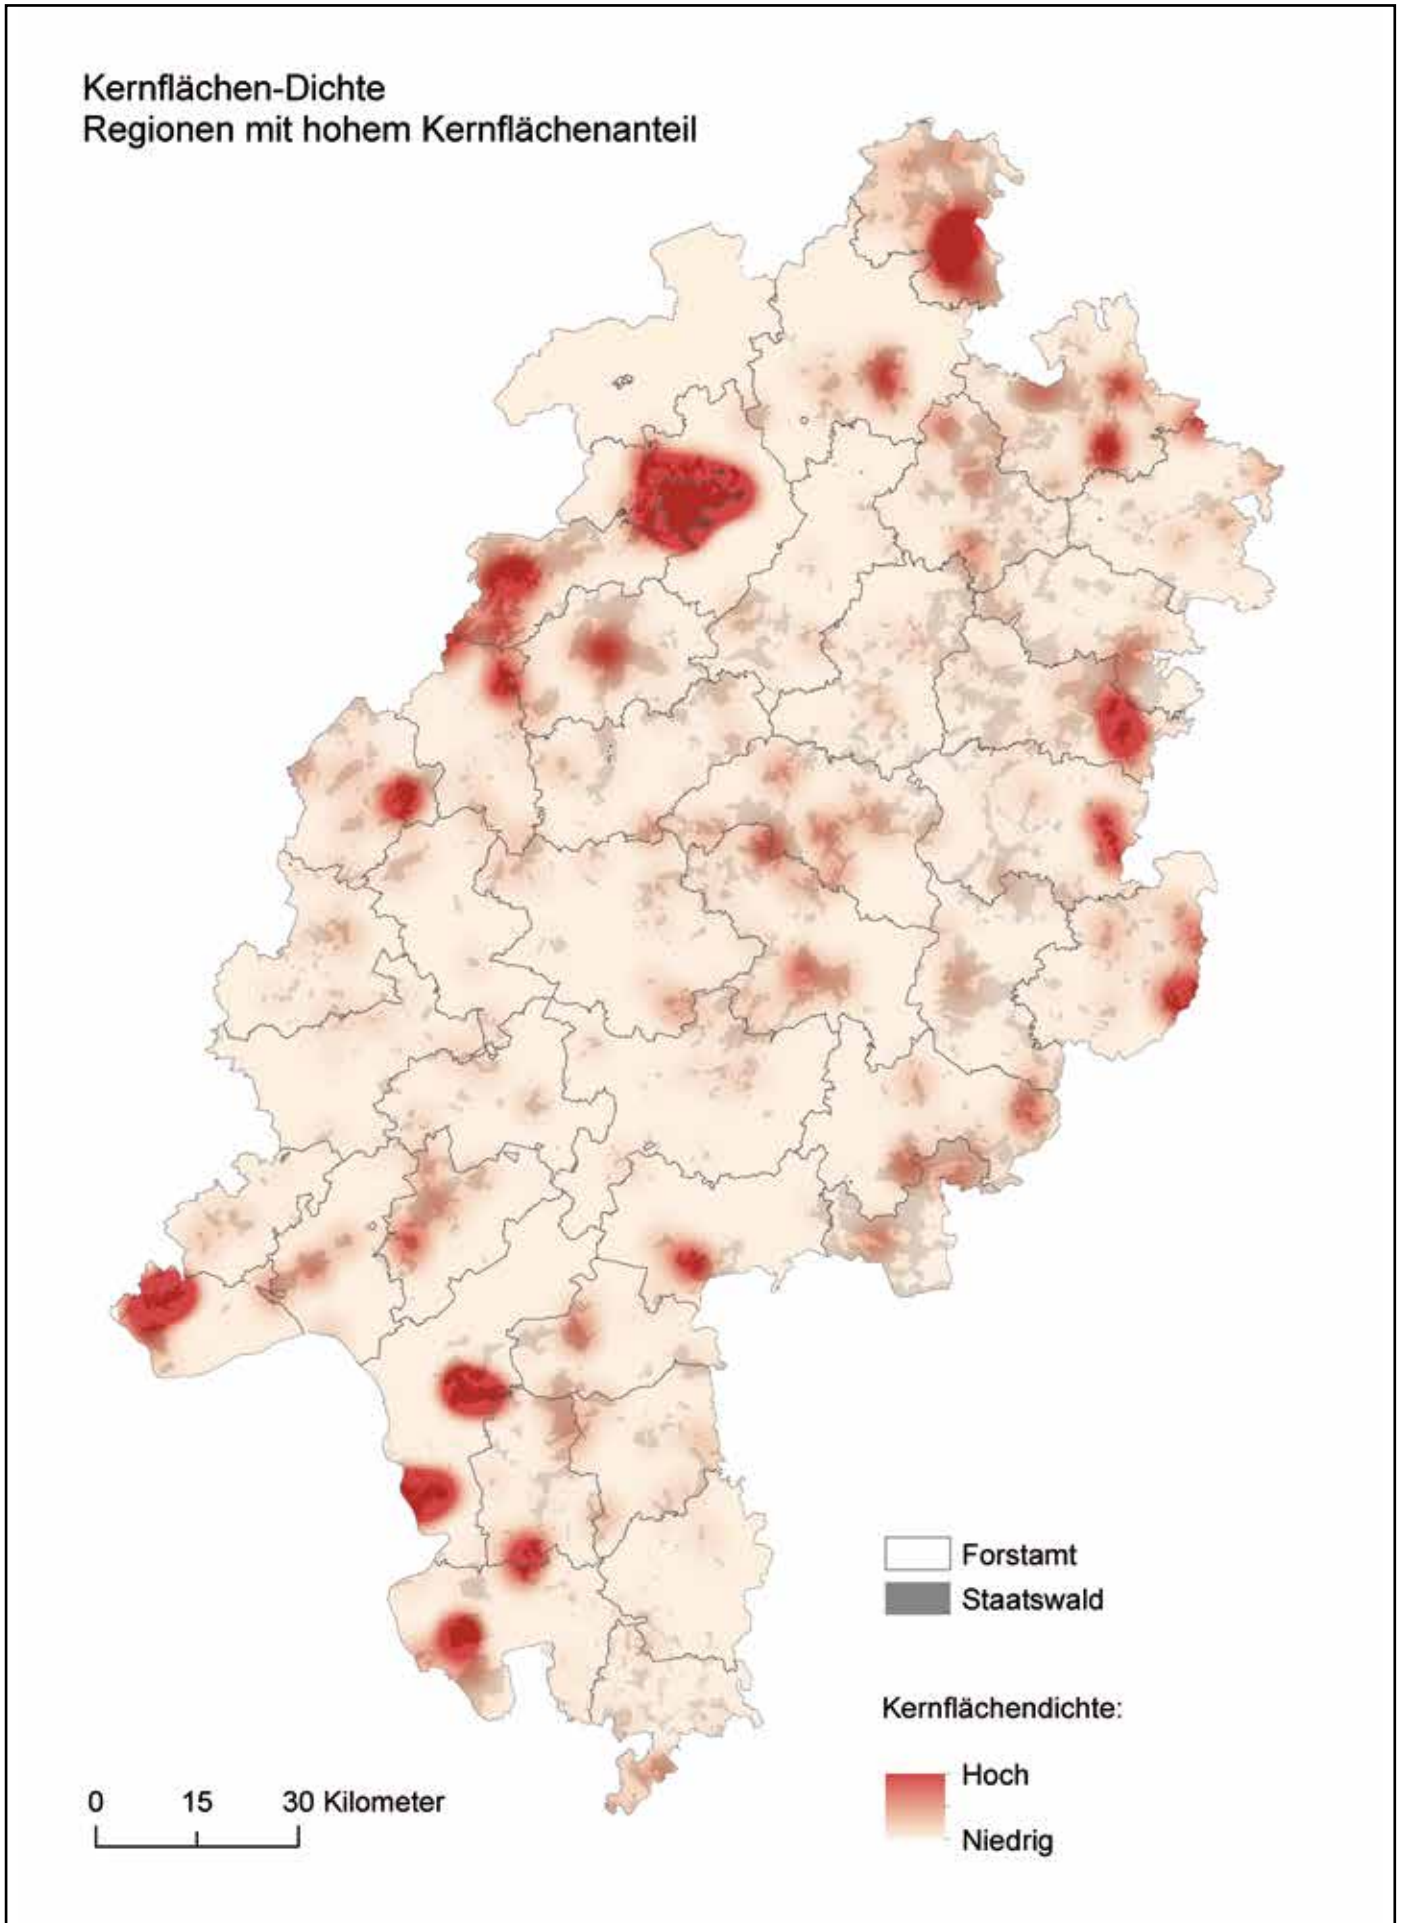 Kernflächen-Dichte
Regionen mit hohem Kernflächenanteil
Forstamt
Staatswald
Kernflächendichte:
Hoch
Niedrig
0 15 30 Kilometer